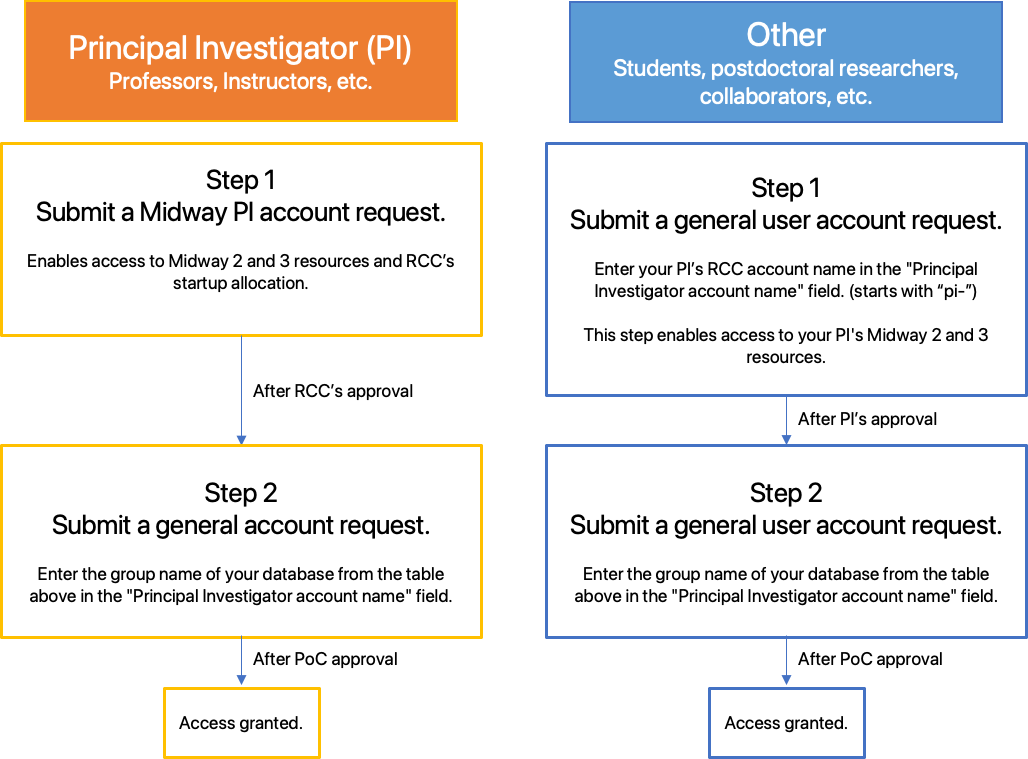 Principal Investigator (PI)
Professors, Instructors, etc.
Step 1
Submit a Midway PI account request.
Enables access to Midway 2 and 3 resources and RCC’s
startup allocation.
After RCC’s approval
Step 2
Submit a general account request.
Enter the group name of your database from the table
above in the "Principal Investigator account name" field.
After PoC approval
Access granted.
Other
Students, postdoctoral researchers,
collaborators, etc.
Step 1
Submit a general user account request.
Enter your PI’s RCC account name in the "Principal
Investigator account name" field. (starts with “pi-”)
This step enables access to your PI's Midway 2 and 3
resources.
After PI’s approval
Step 2
Submit a general user account request.
Enter the group name of your database from the table
above in the "Principal Investigator account name" field.
After PoC approval
Access granted.